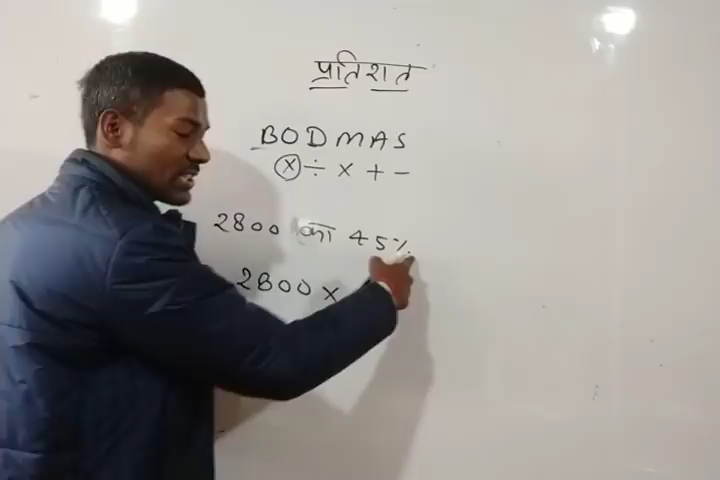 प्रतिशत
BODMAS
× ÷ × + -
2800 का 45%
2800 ×